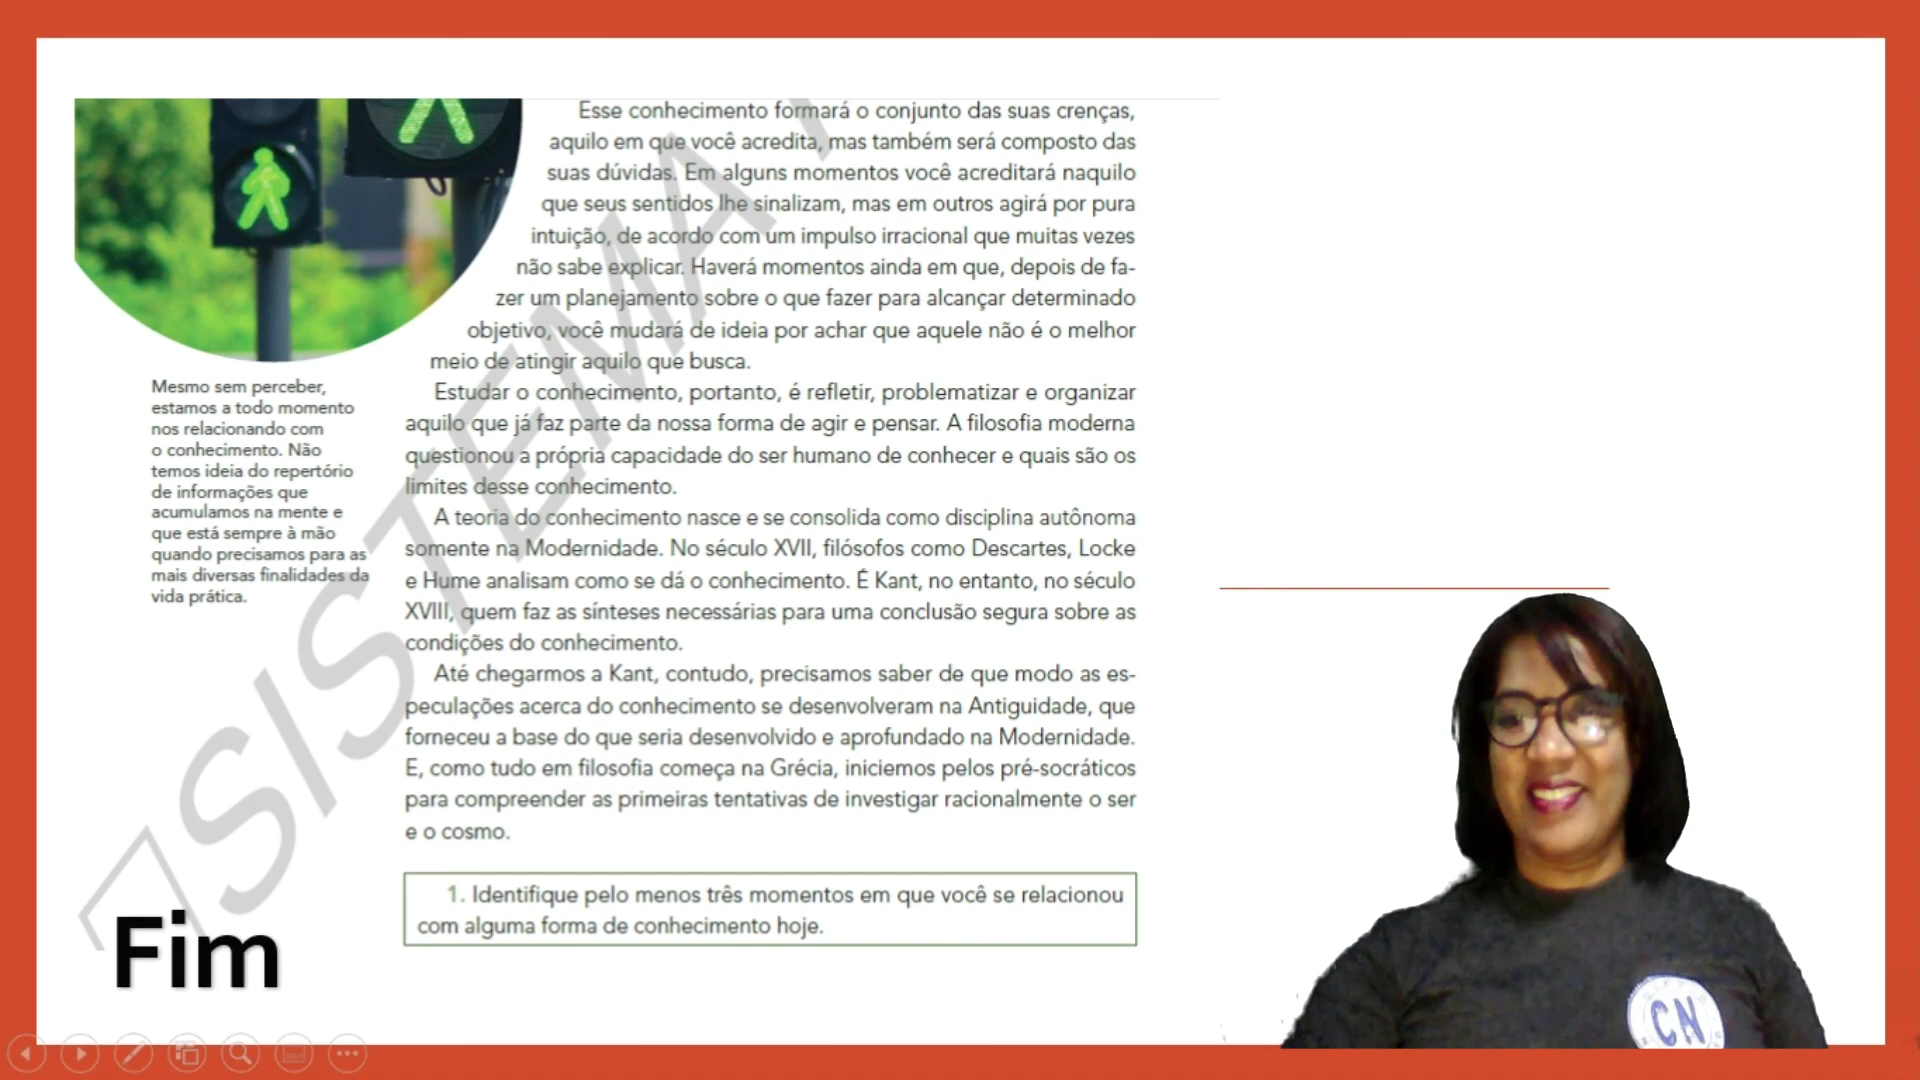 Esse conhecimento formará o conjunto das suas crenças,
aquilo em que você acredita, mas também será composto das
suas dúvidas. Em alguns momentos você acreditará naquilo
que seus sentidos lhe sinalizam, mas em outros agirá por pura
intuição, de acordo com um impulso irracional que muitas vezes
não sabe explicar. Haverá momentos ainda em que, depois de fa-
zer um planejamento sobre o que fazer para alcançar determinado
objetivo, você mudará de ideia por achar que aquele não é o melhor
meio de atingir aquilo que busca.
Estudar o conhecimento, portanto, é refletir, problematizar e organizar
aquilo que já faz parte da nossa forma de agir e pensar. A filosofia moderna
questionou a própria capacidade do ser humano de conhecer e quais são os
limites desse conhecimento.
A teoria do conhecimento nasce e se consolida como disciplina autônoma
somente na Modernidade. No século XVII, filósofos como Descartes, Locke
e Hume analisam como se dá o conhecimento. É Kant, no entanto, no século
XVIII, quem faz as sínteses necessárias para uma conclusão segura sobre as
condições do conhecimento.
Até chegarmos a Kant, contudo, precisamos saber de que modo as es-
peculações acerca do conhecimento se desenvolveram na Antiguidade, que
forneceu a base do que seria desenvolvido e aprofundado na Modernidade.
E, como tudo em filosofia começa na Grécia, iniciemos pelos pré-socráticos
para compreender as primeiras tentativas de investigar racionalmente o ser
e o cosmo.
1. Identifique pelo menos três momentos em que você se relacionou
com alguma forma de conhecimento hoje.
Mesmo sem perceber,
estamos a todo momento
nos relacionando com
o conhecimento. Não
temos ideia do repertório
de informações que
acumulamos na mente e
que está sempre à mão
quando precisamos para as
mais diversas finalidades da
vida prática.
SISTEMA
Fim
CN